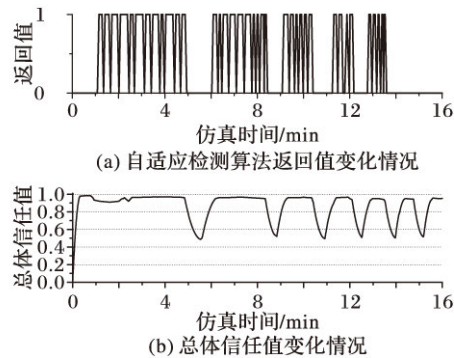 1
返回值
0
0 4 8 12 16
仿真时间/min
(a) 自适应检测算法返回值变化情况
1.0
0.8
0.6
0.4
0.2
0.0
总体信任值
0 4 8 12 16
仿真时间/min
(b) 总体信任值变化情况